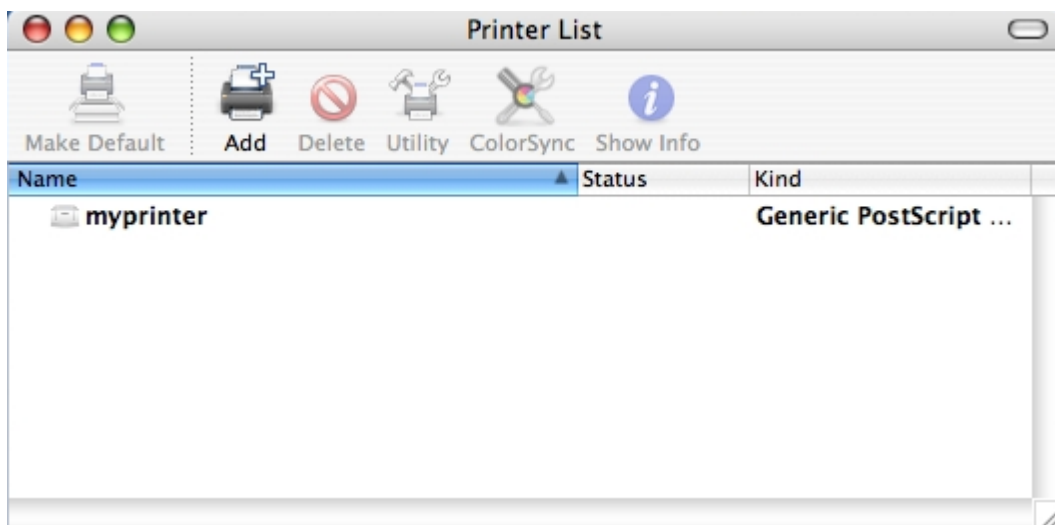 Printer List
Make Default Add Delete Utility ColorSync Show Info
Name Status Kind
myprinter Generic PostScript ...